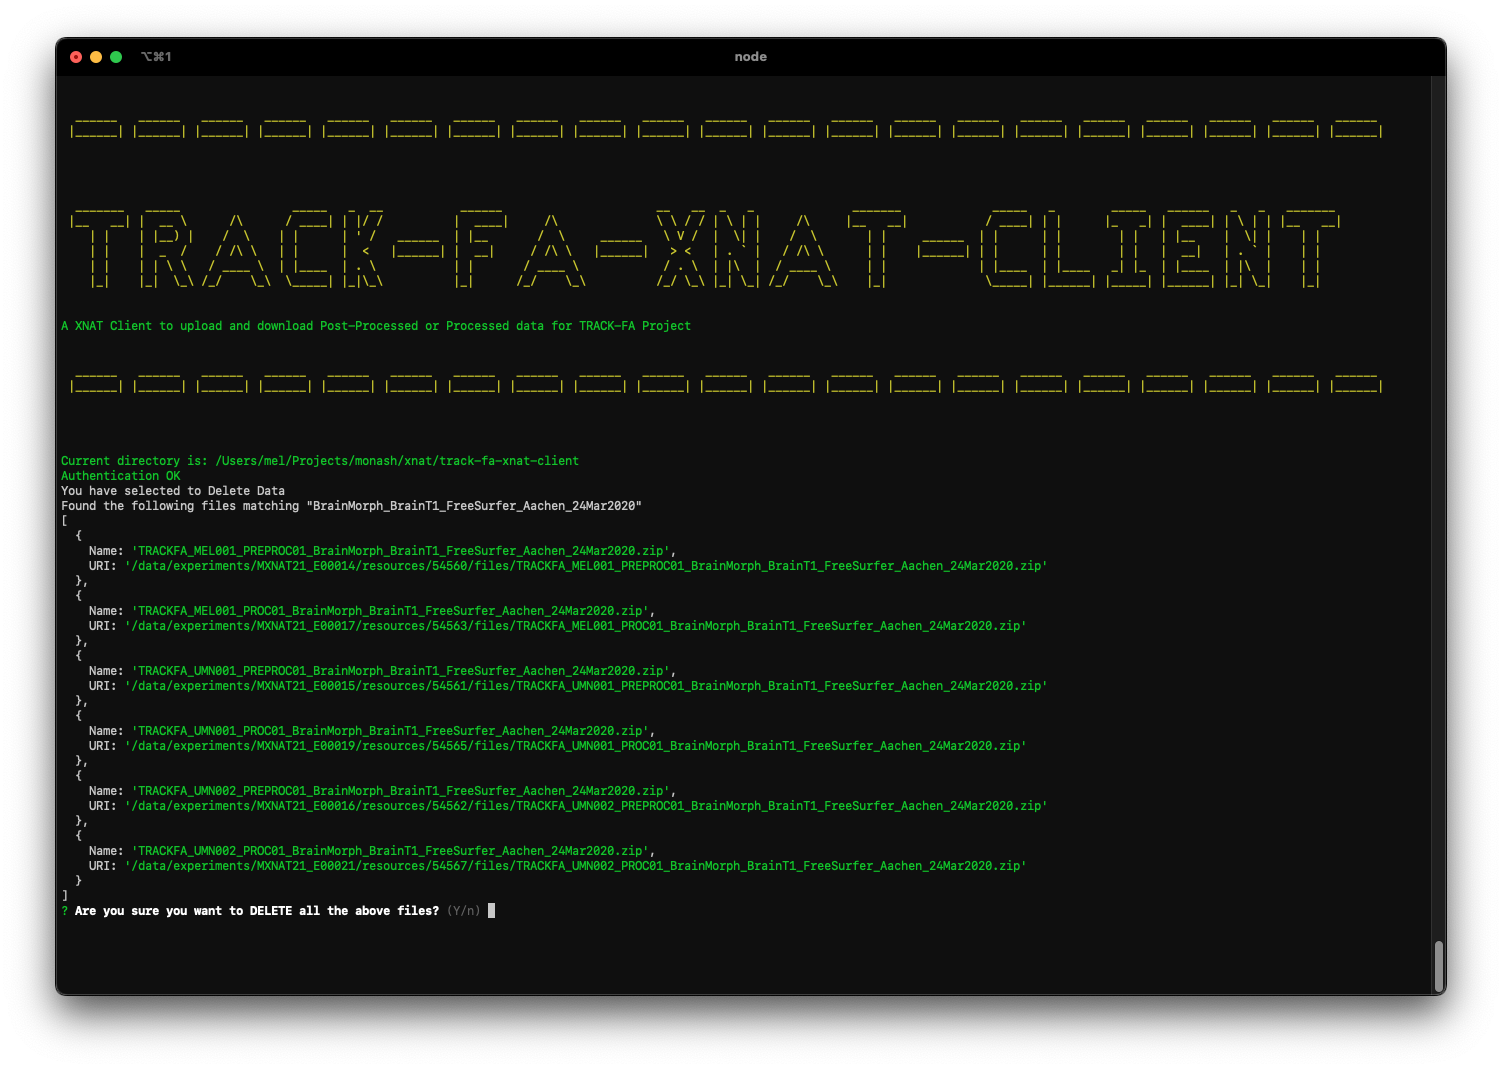 ⌥⌘1
node
TRACK-FA-XNAT-CLIENT
A XNAT Client to upload and download Post-Processed or Processed data for TRACK-FA Project
Current directory is: /Users/mel/Projects/monash/xnat/track-fa-xnat-client
Authentication OK
You have selected to Delete Data
Found the following files matching "BrainMorph_BrainT1_FreeSurfer_Aachen_24Mar2020"
[
{
Name: 'TRACKFA_MEL001_PREPROC01_BrainMorph_BrainT1_FreeSurfer_Aachen_24Mar2020.zip',
URI: '/data/experiments/MXNAT21_E00014/resources/54560/files/TRACKFA_MEL001_PREPROC01_BrainMorph_BrainT1_FreeSurfer_Aachen_24Mar2020.zip'
},
{
Name: 'TRACKFA_MEL001_PROC01_BrainMorph_BrainT1_FreeSurfer_Aachen_24Mar2020.zip',
URI: '/data/experiments/MXNAT21_E00017/resources/54563/files/TRACKFA_MEL001_PROC01_BrainMorph_BrainT1_FreeSurfer_Aachen_24Mar2020.zip'
},
{
Name: 'TRACKFA_UMN001_PREPROC01_BrainMorph_BrainT1_FreeSurfer_Aachen_24Mar2020.zip',
URI: '/data/experiments/MXNAT21_E00015/resources/54561/files/TRACKFA_UMN001_PREPROC01_BrainMorph_BrainT1_FreeSurfer_Aachen_24Mar2020.zip'
},
{
Name: 'TRACKFA_UMN001_PROC01_BrainMorph_BrainT1_FreeSurfer_Aachen_24Mar2020.zip',
URI: '/data/experiments/MXNAT21_E00019/resources/54565/files/TRACKFA_UMN001_PROC01_BrainMorph_BrainT1_FreeSurfer_Aachen_24Mar2020.zip'
},
{
Name: 'TRACKFA_UMN002_PREPROC01_BrainMorph_BrainT1_FreeSurfer_Aachen_24Mar2020.zip',
URI: '/data/experiments/MXNAT21_E00016/resources/54562/files/TRACKFA_UMN002_PREPROC01_BrainMorph_BrainT1_FreeSurfer_Aachen_24Mar2020.zip'
},
{
Name: 'TRACKFA_UMN002_PROC01_BrainMorph_BrainT1_FreeSurfer_Aachen_24Mar2020.zip',
URI: '/data/experiments/MXNAT21_E00021/resources/54567/files/TRACKFA_UMN002_PROC01_BrainMorph_BrainT1_FreeSurfer_Aachen_24Mar2020.zip'
}
]
? Are you sure you want to DELETE all the above files? (Y/n)